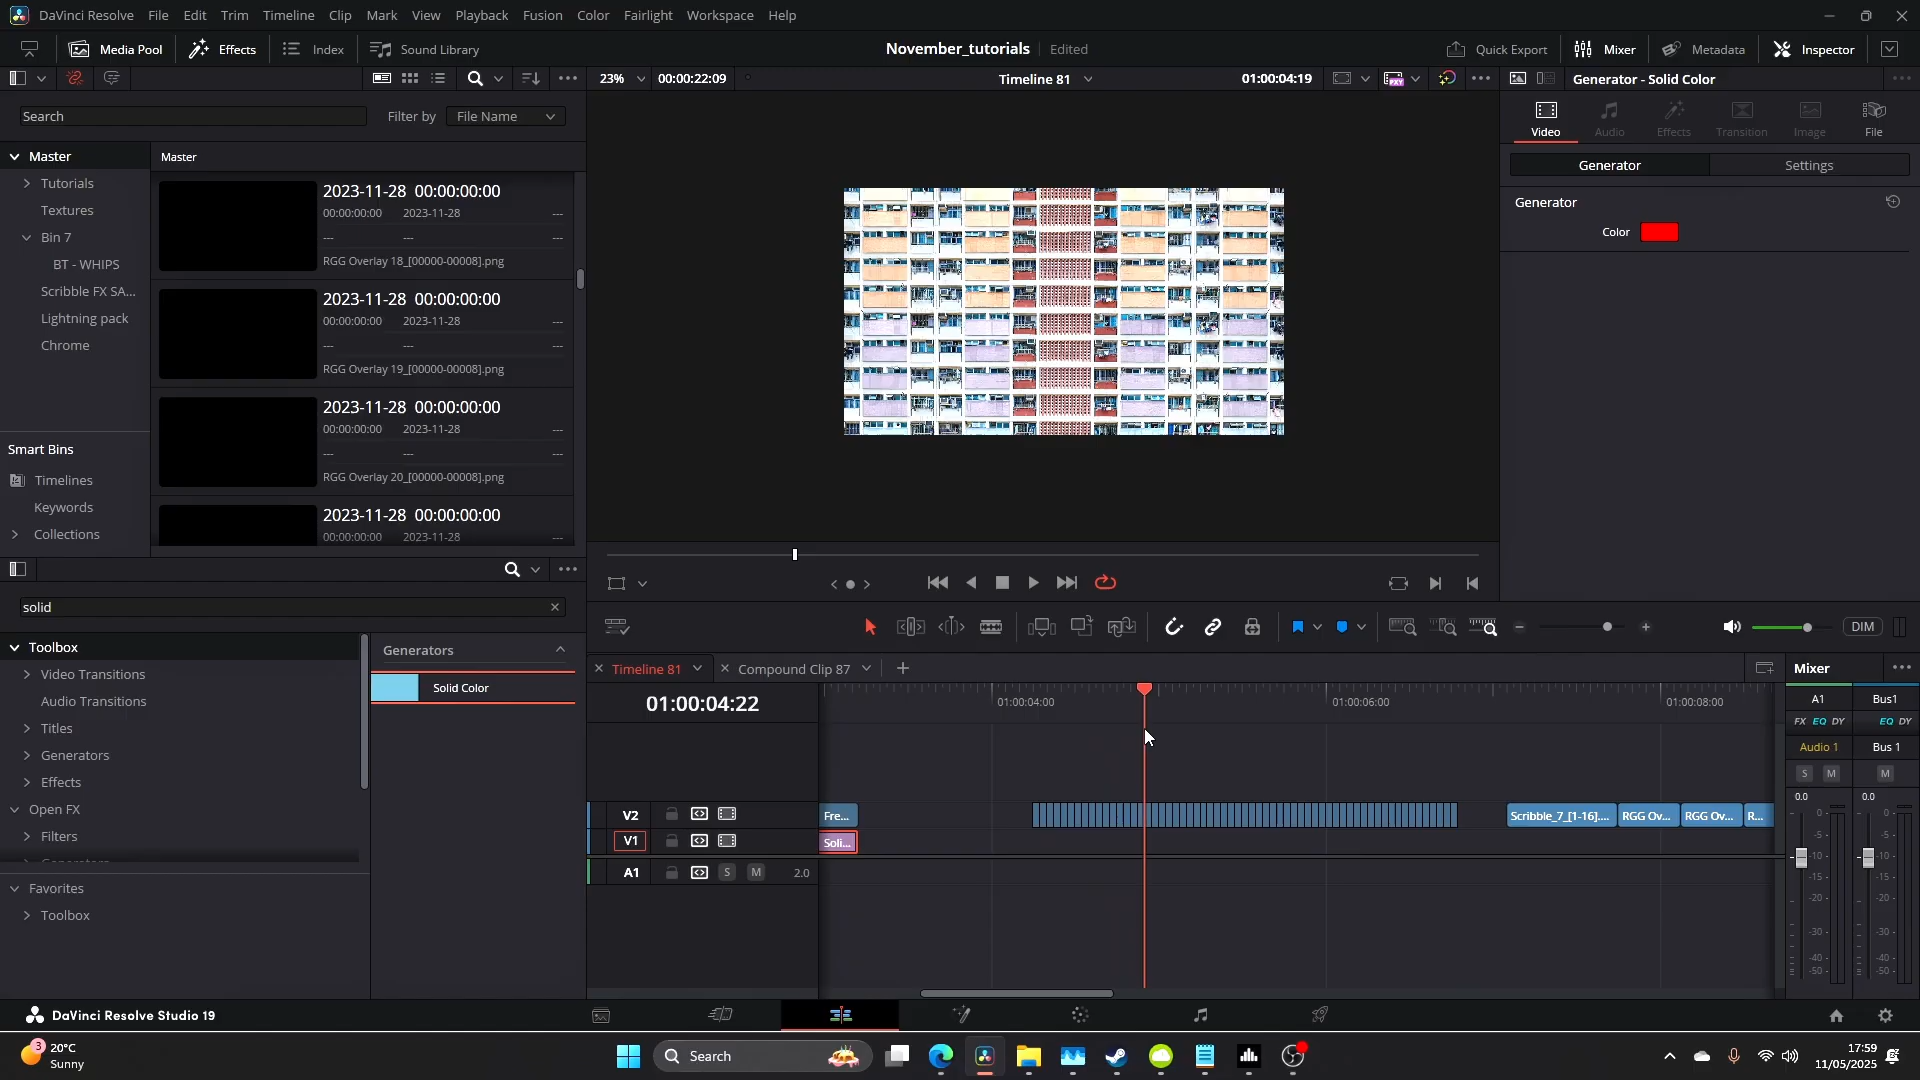 DaVinci Resolve File Edit Trim Timeline Clip Mark View Playback Fusion Color Fairlight Workspace Help
Media Pool Effects Index Sound Library November_tutorials Edited Quick Export Mixer Metadata Inspector
23% 00:00:22:09 Timeline 81 01:00:04:19 Generator - Solid Color
Search Filter by File Name
Video Audio Effects Transition Image File
Master Master
Generator Settings
Tutorials
Textures
Bin 7
BT - WHIPS
Scribble FX SA...
Lightning pack
Chrome
2023-11-28 00:00:00:00
00:00:00:00 2023-11-28 ---
--- --- ---
RGG Overlay 18_[00000-00008].png
2023-11-28 00:00:00:00
00:00:00:00 2023-11-28 ---
--- --- ---
RGG Overlay 19_[00000-00008].png
2023-11-28 00:00:00:00
00:00:00:00 2023-11-28 ---
--- --- ---
RGG Overlay 20_[00000-00008].png
2023-11-28 00:00:00:00
00:00:00:00 2023-11-28 ---
Generator
Color
Smart Bins
Timelines
Keywords
Collections
solid
Toolbox
Video Transitions
Audio Transitions
Titles
Generators
Effects
Open FX
Filters
Favorites
Toolbox
Generators
Solid Color
DIM
Timeline 81 Compound Clip 87
01:00:04:22
01:00:04:00 01:00:06:00 01:00:08:00
V2 Fre... Scribble_7_[1-16].... RGG Ov... RGG Ov... R...
V1 Soli...
A1 S M 2.0
Mixer
A1 Bus1
FX EQ DY EQ DY
Audio 1 Bus 1
S M M
0.0 0.0
0 0
-5 -5
-10 -10
-15 -15
-20 -20
-30 -30
-40 -40
-50 -50
DaVinci Resolve Studio 19
3
20°C
Sunny
Search
PXY
17:59
11/05/2025